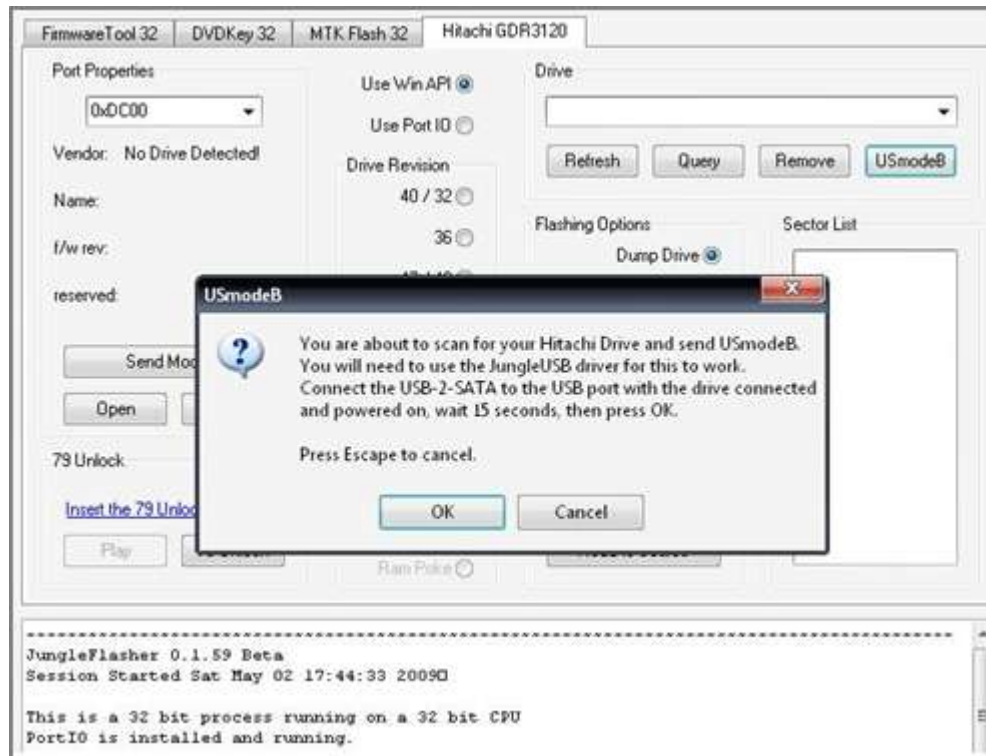 FirmwareTool 32
DVDKey 32
MTK Flash 32
Hitachi GDR3120
Port Properties
0xDC00
Vendor: No Drive Detected!
Name:
f/w rev:
reserved:
Send
Open
79 Unlock
Insert the 79
Play
Use Win API
Use Port IO
Drive Revision
40 / 32
36
Ram Poke
Drive
Refresh
Query
Remove
USmodeB
Flashing Options
Dump Drive
Sector List
USmodeB
You are about to scan for your Hitachi Drive and send USmodeB.
You will need to use the JungleUSB driver for this to work.
Connect the USB-2-SATA to the USB port with the drive connected
and powered on, wait 15 seconds, then press OK.
Press Escape to cancel.
OK
Cancel
JungleFlasher 0.1.59 Beta
Session Started Sat May 02 17:44:33 2009
This is a 32 bit process running on a 32 bit CPU
PortIO is installed and running.